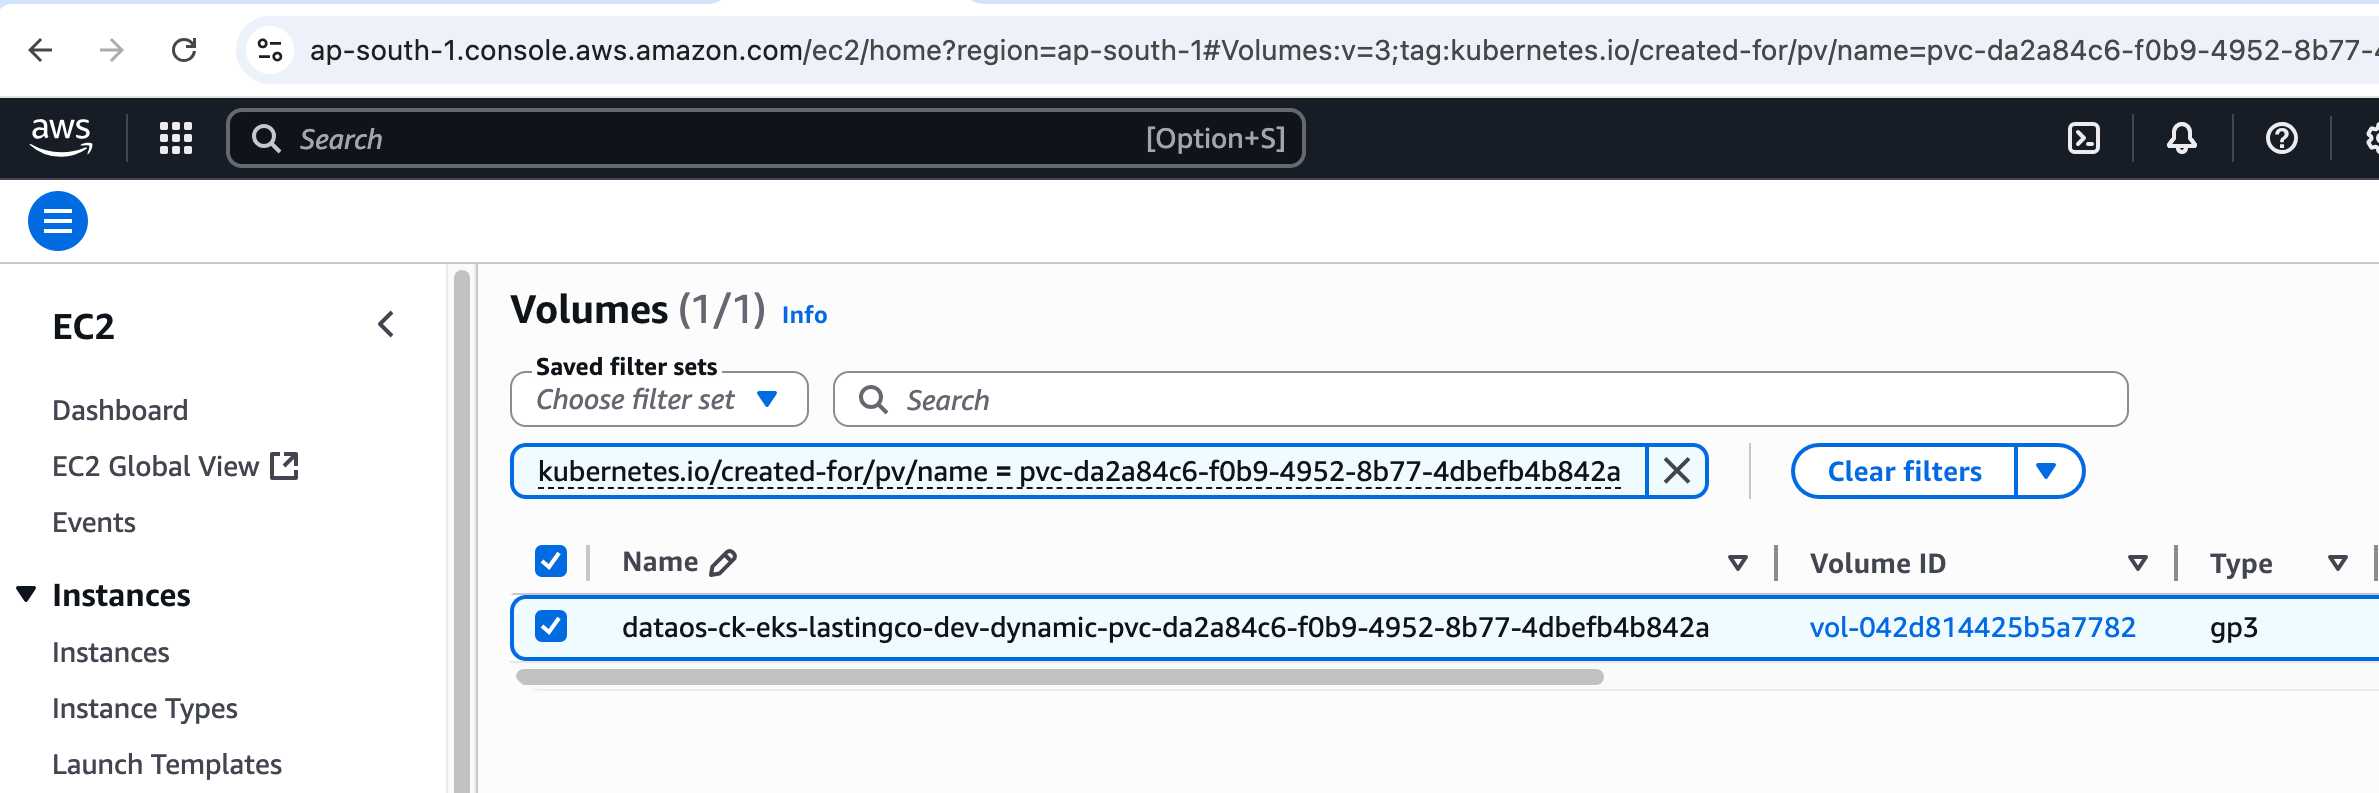 ap-south-1.console.aws.amazon.com/ec2/home?region=ap-south-1#Volumes:v=3;tag:kubernetes.io/created-for/pv/name=pvc-da2a84c6-f0b9-4952-8b77-
aws
Search
[Option+S]
EC2
Dashboard
EC2 Global View
Events
Instances
Instances
Instance Types
Launch Templates
Volumes (1/1) Info
Saved filter sets
Choose filter set
Search
kubernetes.io/created-for/pv/name = pvc-da2a84c6-f0b9-4952-8b77-4dbefb4b842a
Clear filters
Name
Volume ID
Type
dataos-ck-eks-lastingco-dev-dynamic-pvc-da2a84c6-f0b9-4952-8b77-4dbefb4b842a
vol-042d814425b5a7782
gp3